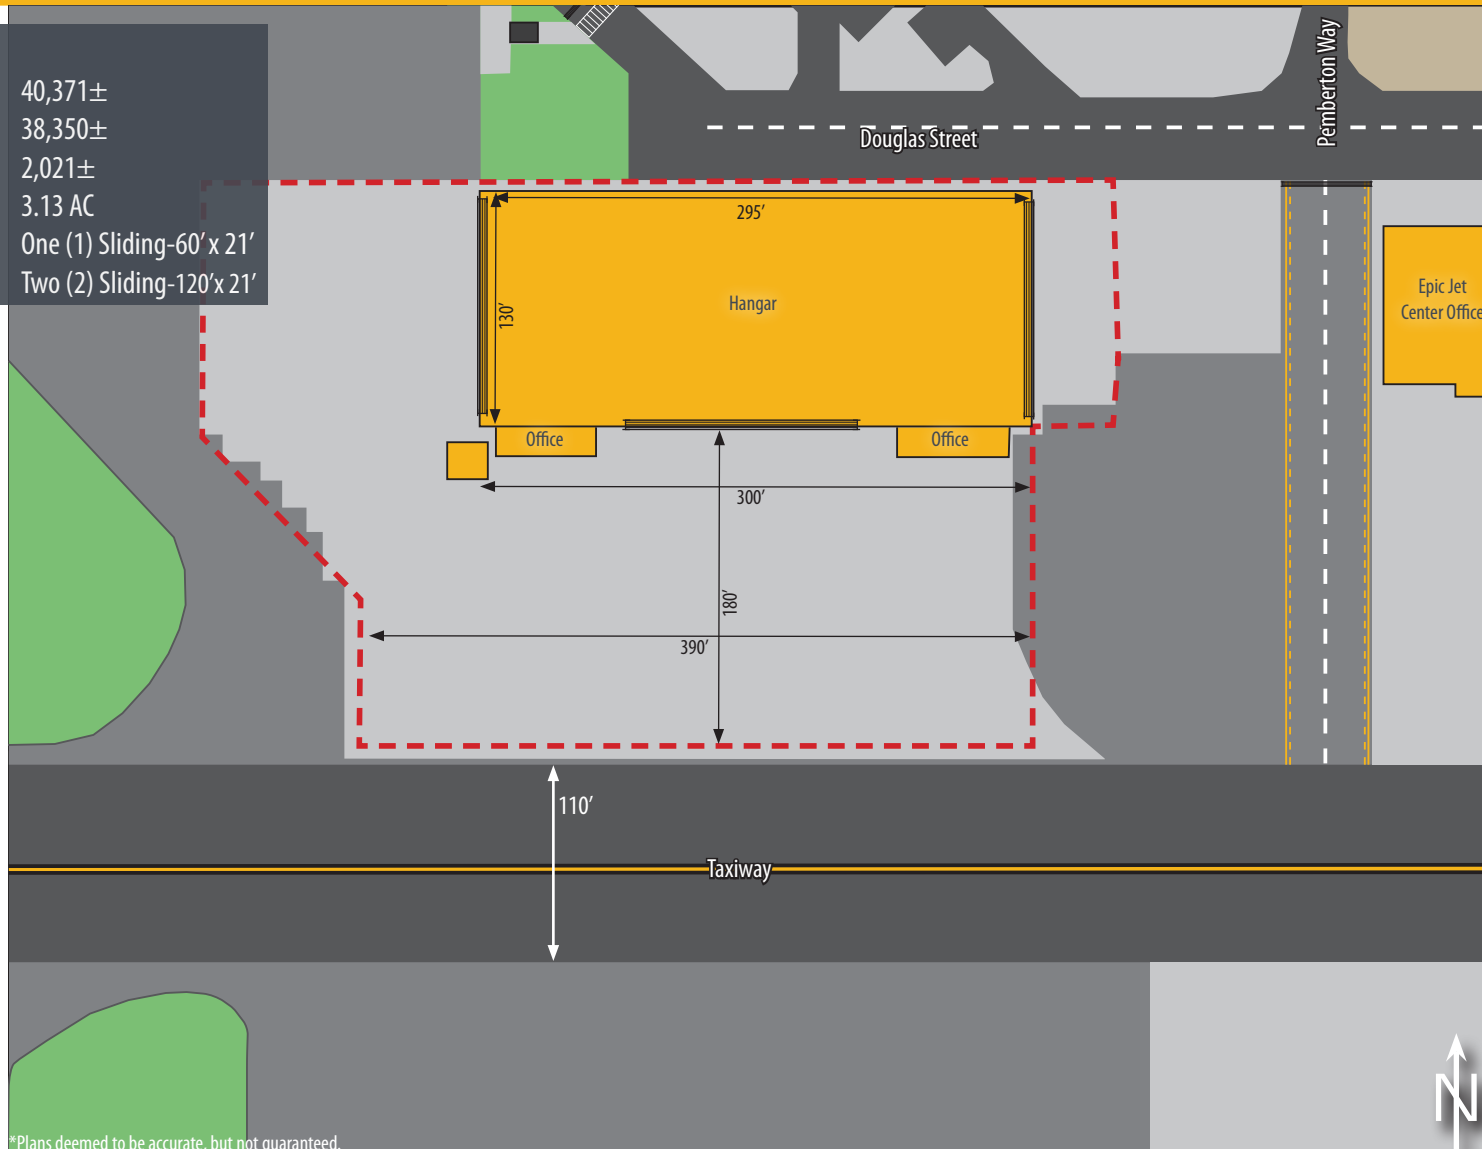 40,371±
38,350±
2,021±
3.13 AC
One (1) Sliding-60’ x 21’
Two (2) Sliding-120’x 21’
Pemberton Way
Douglas Street
295’
130’
Hangar
Epic Jet
Center Office
Office
Office
300’
180’
390’
110’
Taxiway
N
*Plans deemed to be accurate, but not guaranteed.